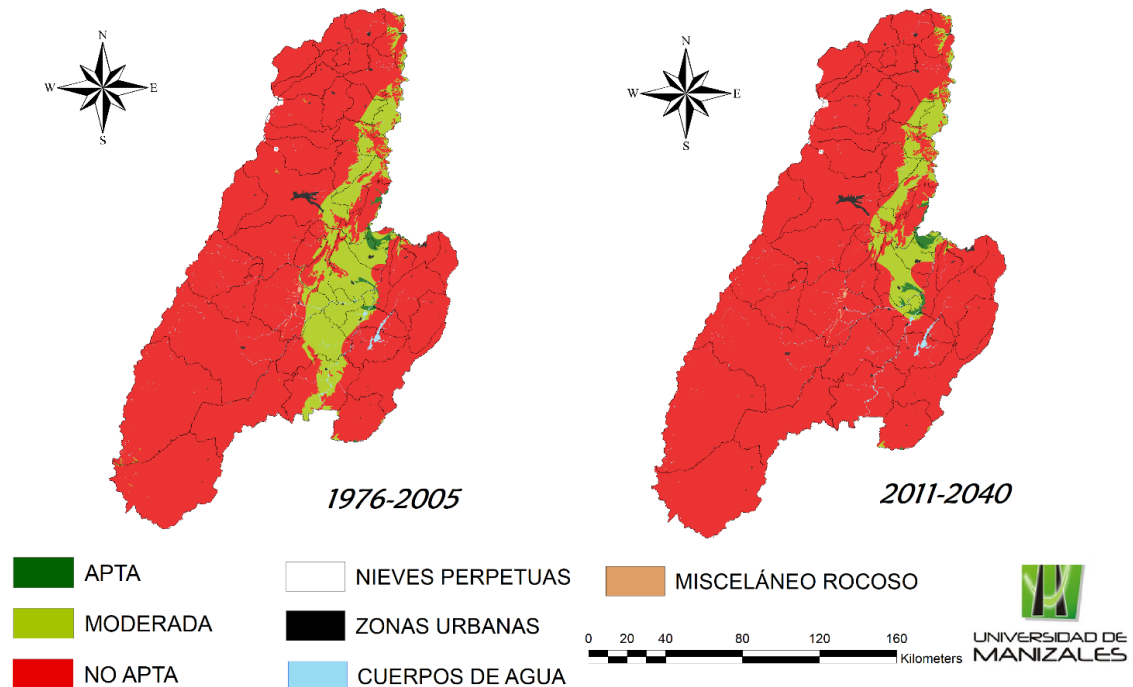 N
W E
S
N
W E
S
1976-2005
2011-2040
APTA
MODERADA
NO APTA
NIEVES PERPETUAS
ZONAS URBANAS
CUERPOS DE AGUA
MISCELÁNEO ROCOSO
0 20 40 80 120 160
Kilometers
UNIVERSIDAD DE
MANIZALES